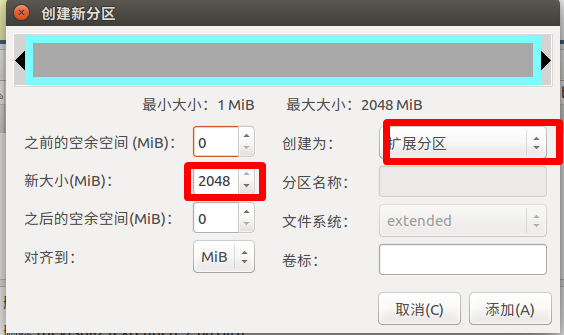 创建新分区
最小大小：1 MiB 最大大小：2048 MiB
之前的空余空间 (MiB)： 0 创建为： 扩展分区
新大小(MiB)： 2048 分区名称：
之后的空余空间(MiB)： 0 文件系统： extended
对齐到： MiB 卷标：
取消(C) 添加(A)